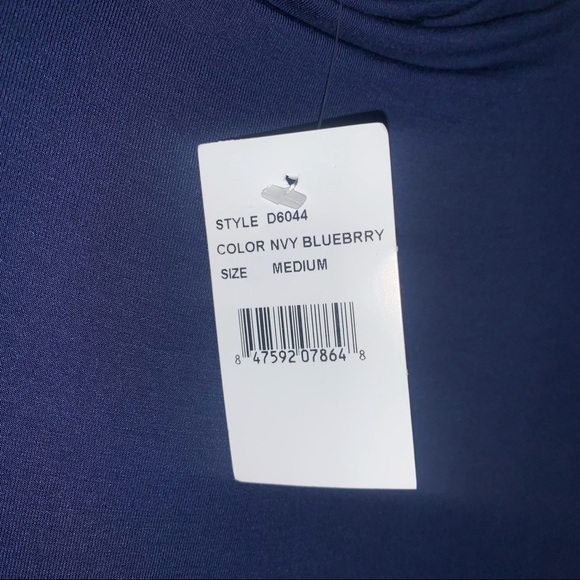 STYLE D6044
COLOR NVY BLUEBRRY
SIZE MEDIUM
8 47592 07864 8